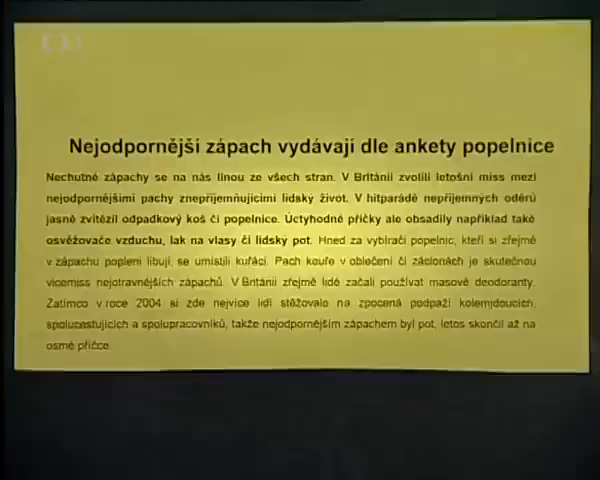 Nejodpornější zápach vydávají dle ankety popelnice
Nechutné zápachy se na nás linou ze všech stran. V Británii zvolili letošní miss mezi
nejodpornějšími pachy znepříjemňujícími lidský život. V hitparádě nepříjemných oděrů
jasně zvítězil odpadkový koš či popelnice. Úctyhodné příčky ale obsadily například také
osvěžovače vzduchu, lak na vlasy či lidský pot. Hned za vybírači popelnic, kteří si zřejmě
v zápachu poplení libují, se umístili kuřáci. Pach kouře v oblečení či záclonách je skutečnou
vicemiss nejotravnějších zápachů. V Británii zřejmě lidé začali používat masově deodoranty.
Zatímco v roce 2004 si zde nejvíce lidí stěžovalo na zpocená podpaží kolemjdoucích,
spolucestujících a spolupracovníků, takže nejodpornějším zápachem byl pot, letos skončil až na
osmé příčce.